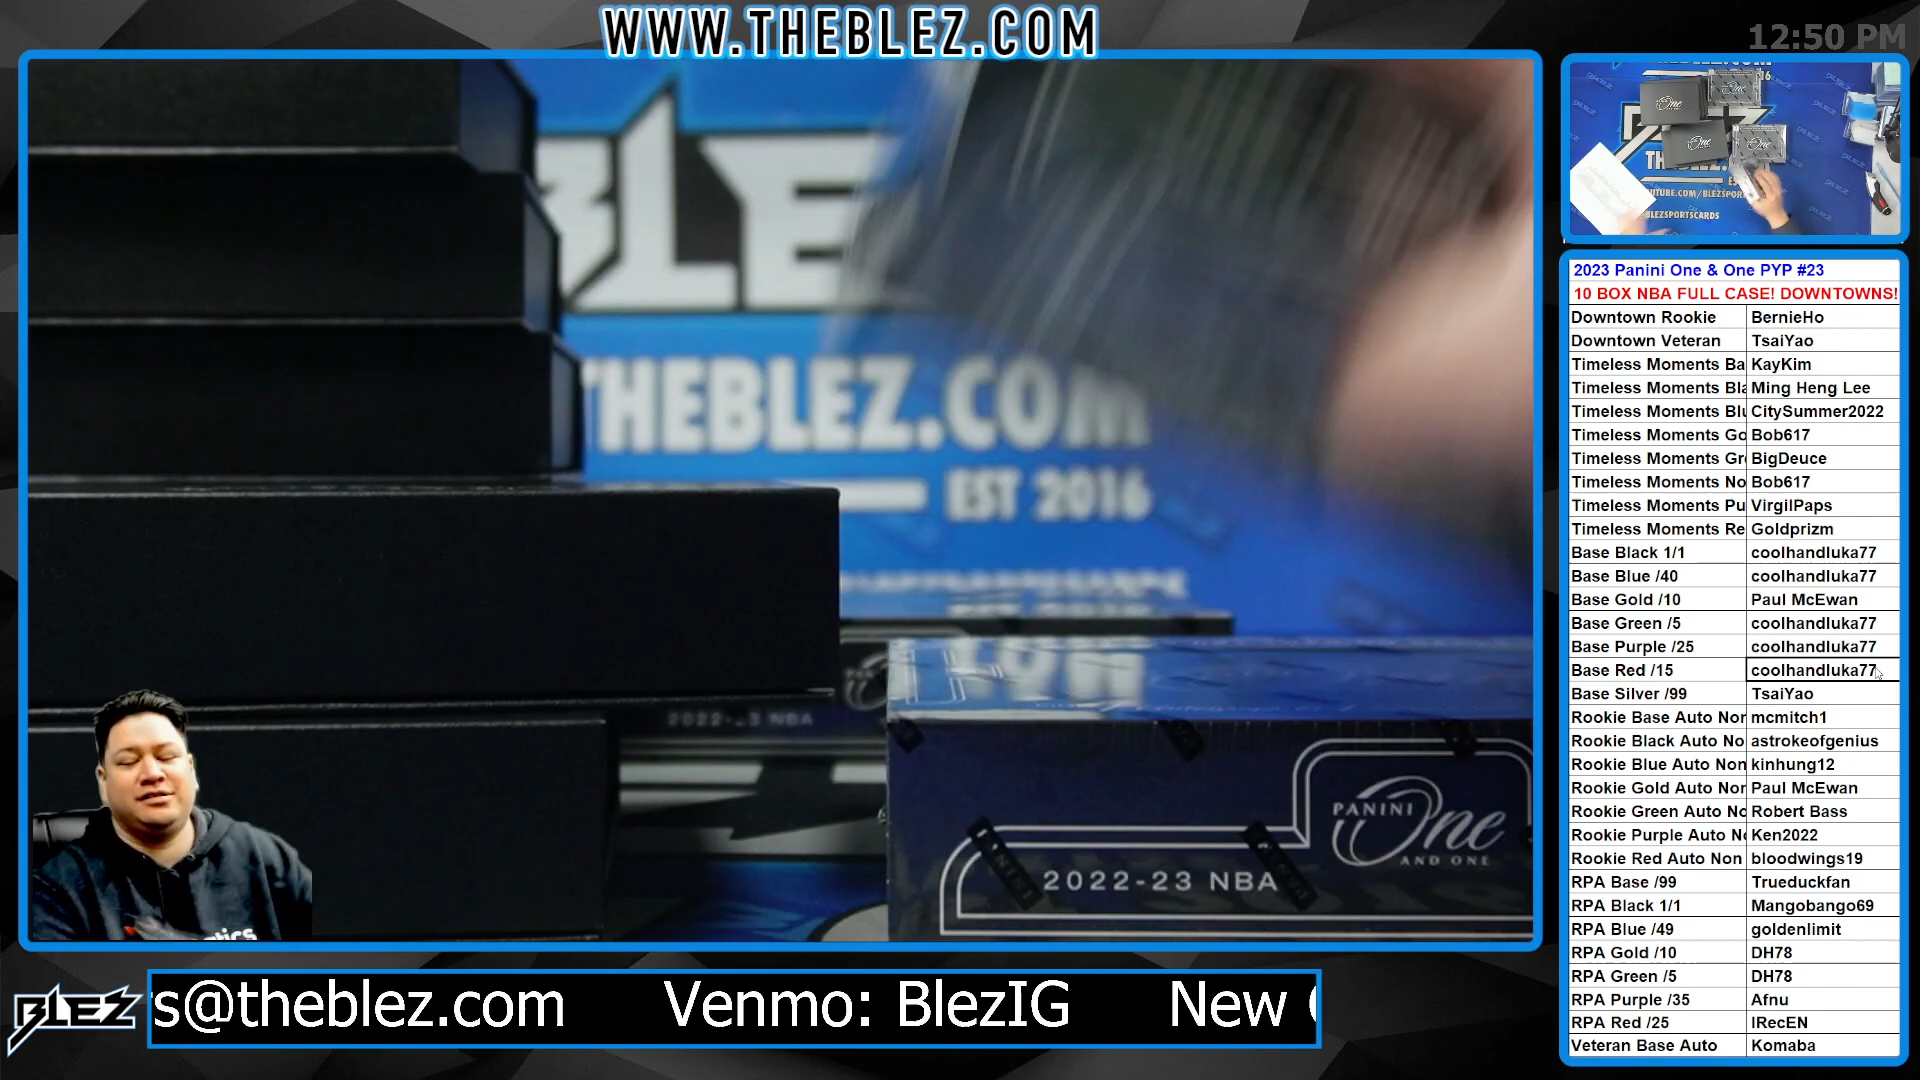 WWW.THEBLEZ.COM
12:50 PM
BLE
THEBLEZ.COM
EST 2016
2022-23 NBA
PANINI
One
AND ONE
2022-23 NBA
BLEZ
s@theblez.com Venmo: BlezIG New
2023 Panini One & One PYP #23
10 BOX NBA FULL CASE! DOWNTOWNS!
Downtown Rookie BernieHo
Downtown Veteran TsaiYao
Timeless Moments Ba KayKim
Timeless Moments Bla Ming Heng Lee
Timeless Moments Blu CitySummer2022
Timeless Moments Go Bob617
Timeless Moments Gr BigDeuce
Timeless Moments No Bob617
Timeless Moments Pu VirgilPaps
Timeless Moments Re Goldprizm
Base Black 1/1 coolhandluka77
Base Blue /40 coolhandluka77
Base Gold /10 Paul McEwan
Base Green /5 coolhandluka77
Base Purple /25 coolhandluka77
Base Red /15 coolhandluka77
Base Silver /99 TsaiYao
Rookie Base Auto Nor mcmitch1
Rookie Black Auto No astrokeofgenius
Rookie Blue Auto Non kinhung12
Rookie Gold Auto Nor Paul McEwan
Rookie Green Auto No Robert Bass
Rookie Purple Auto No Ken2022
Rookie Red Auto Non bloodwings19
RPA Base /99 Trueduckfan
RPA Black 1/1 Mangobango69
RPA Blue /49 goldenlimit
RPA Gold /10 DH78
RPA Green /5 DH78
RPA Purple /35 Afnu
RPA Red /25 IRecEN
Veteran Base Auto Komaba